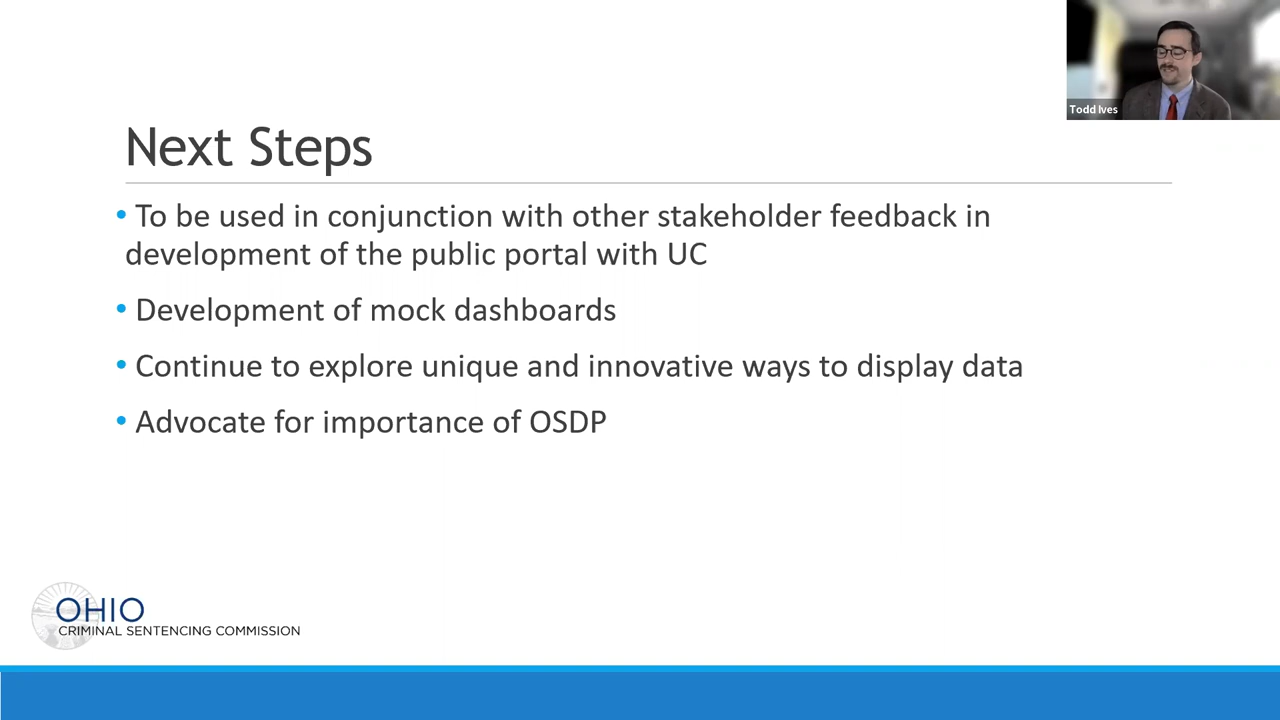 Todd Ives
Next Steps
• To be used in conjunction with other stakeholder feedback in
development of the public portal with UC
• Development of mock dashboards
• Continue to explore unique and innovative ways to display data
• Advocate for importance of OSDP
OHIO
CRIMINAL SENTENCING COMMISSION